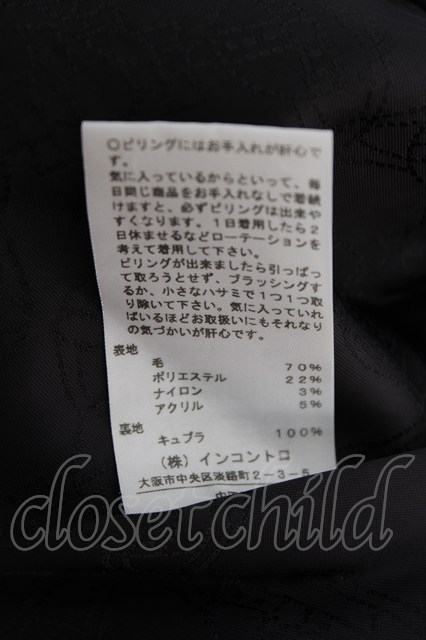 ○ピリングにはお手入れが肝心で
す。
気に入っているからといって、毎
日同じ商品をお手入れなしで着続
けますと、必ずピリングは出来や
すくなります。1日着用したら2
日休ませるなどローテーションを
考えて着用して下さい。
ピリングが出来ましたら引っぱっ
て取ろうとせず、ブラッシングす
るか、小さなハサミで1つ1つ取
り除いて下さい。気に入っていれ
ばいるほどお取扱いにもそれなり
の気づかいが肝心です。
表地
毛 70%
ポリエステル 22%
ナイロン 3%
アクリル 5%
裏地
キュプラ 100%
(株)インコントロ
大阪市中央区淡路町2-3-5
closet child